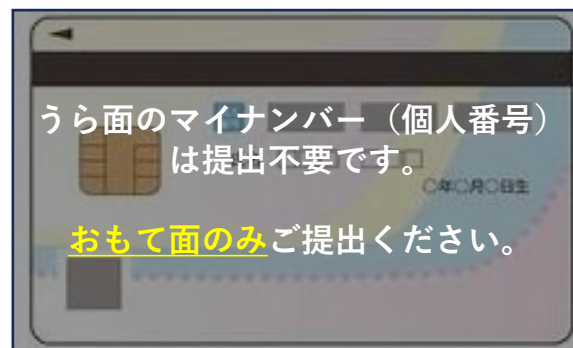 うら面のマイナンバー（個人番号）
は提出不要です。
○年○月○日生
おもて面のみご提出ください。